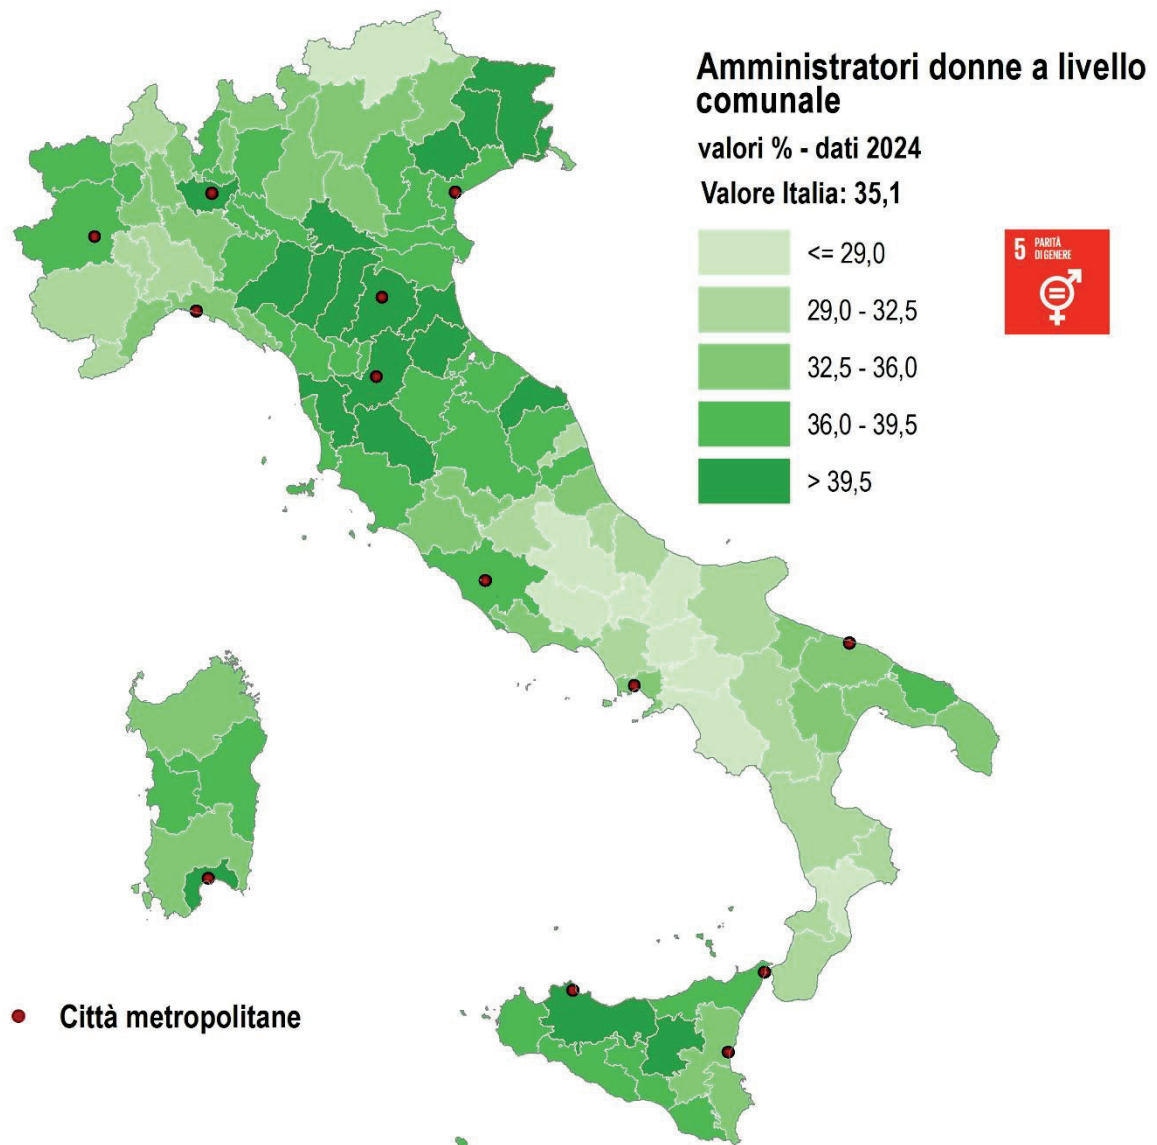 Amministratori donne a livello
comunale
valori % - dati 2024
Valore Italia: 35,1
<= 29,0
29,0 - 32,5
32,5 - 36,0
36,0 - 39,5
> 39,5
5 PARITÀ
DI GENERE
Città metropolitane